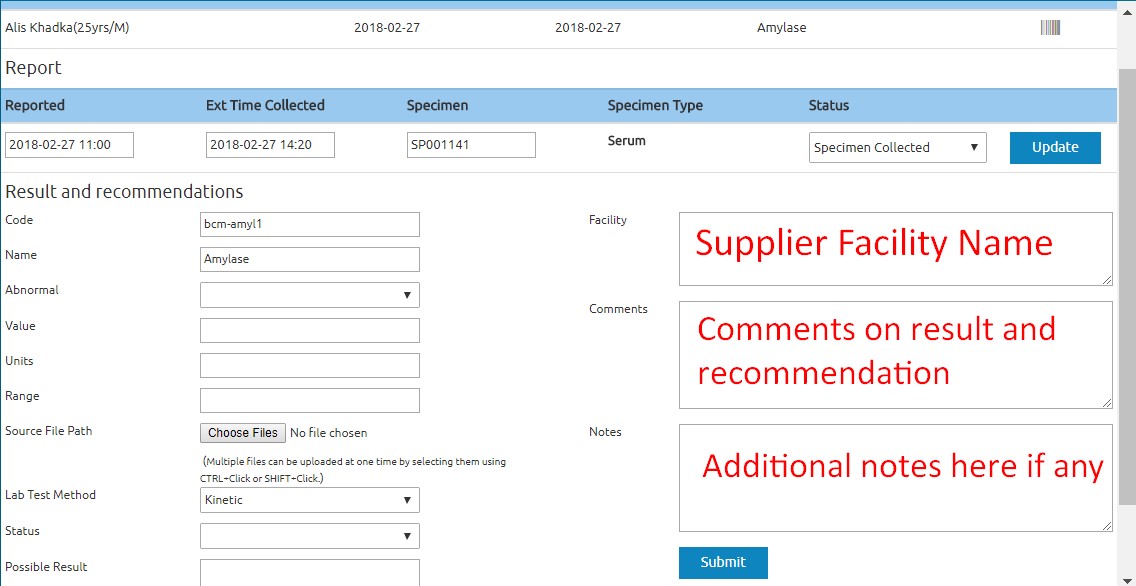 Alis Khadka(25yrs/M) 2018-02-27 2018-02-27 Amylase
Report
Reported Ext Time Collected Specimen Specimen Type Status
2018-02-27 11:00 2018-02-27 14:20 SP001141 Serum Specimen Collected Update
Result and recommendations
Code bcm-amyl1
Name Amylase
Abnormal
Value
Units
Range
Source File Path Choose Files No file chosen
(Multiple files can be uploaded at one time by selecting them using
CTRL+Click or SHIFT+Click.)
Lab Test Method Kinetic
Status
Possible Result
Facility Supplier Facility Name
Comments Comments on result and
recommendation
Notes Additional notes here if any
Submit